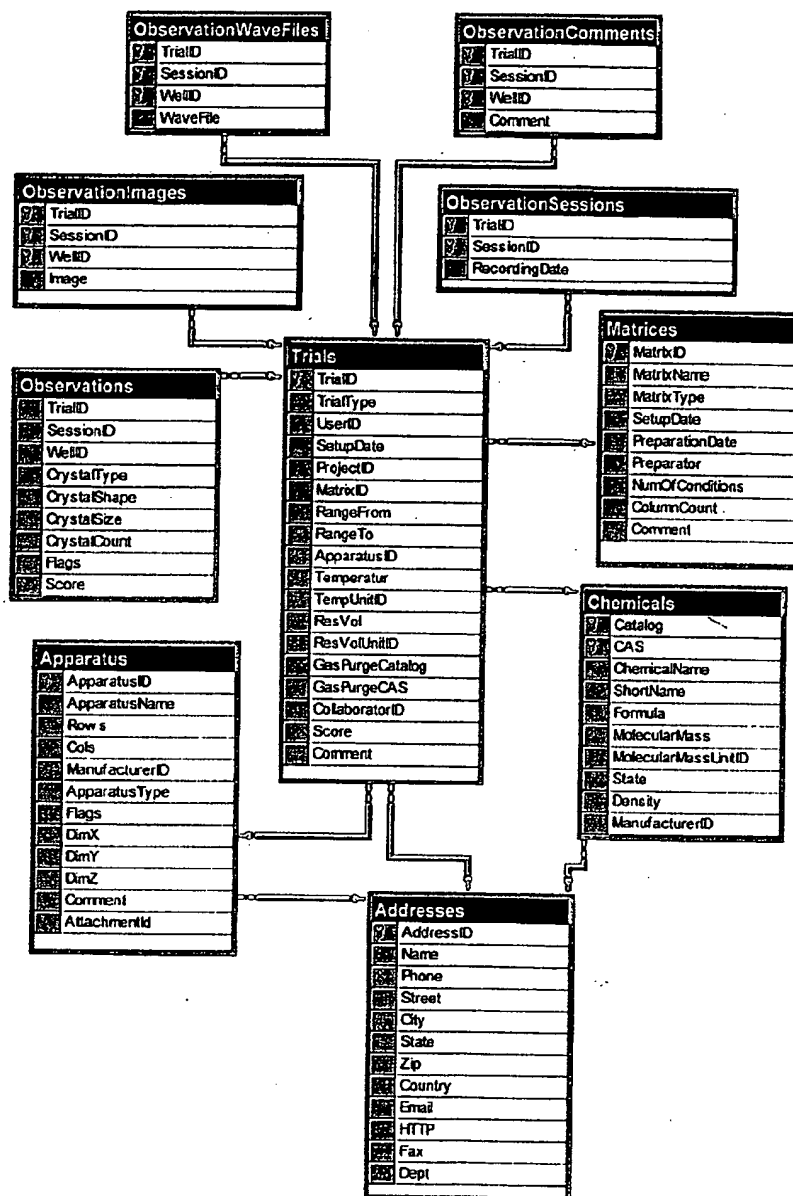 ObservationWaveFiles
TrialID
SessionID
WellID
WaveFile
ObservationComments
TrialID
SessionID
WellID
Comment
ObservationImages
TrialID
SessionID
WellID
Image
ObservationSessions
TrialID
SessionID
RecordingDate
Trials
TrialID
TrialType
UserID
SetupDate
ProjectID
MatrixID
RangeFrom
RangeTo
ApparatusID
Temperatur
TempUnitID
ResVol
ResVolUnitID
GasPurgeCatalog
GasPurgeCAS
CollaboratorID
Score
Comment
Matrices
MatrixID
MatrixName
MatrixType
SetupDate
PreparationDate
Preparator
NumOfConditions
ColumnCount
Comment
Observations
TrialID
SessionID
WellID
CrystalType
CrystalShape
CrystalSize
CrystalCount
Flags
Score
Chemicals
Catalog
CAS
ChemicalName
ShortName
Formula
MolecularMass
MolecularMassUnitID
State
Density
ManufacturerID
Apparatus
ApparatusID
ApparatusName
Rows
Cols
ManufacturerID
ApparatusType
Flags
DimX
DimY
DimZ
Comment
AttachmentId
Addresses
AddressID
Name
Phone
Street
City
State
Zip
Country
Email
HTTP
Fax
Dept